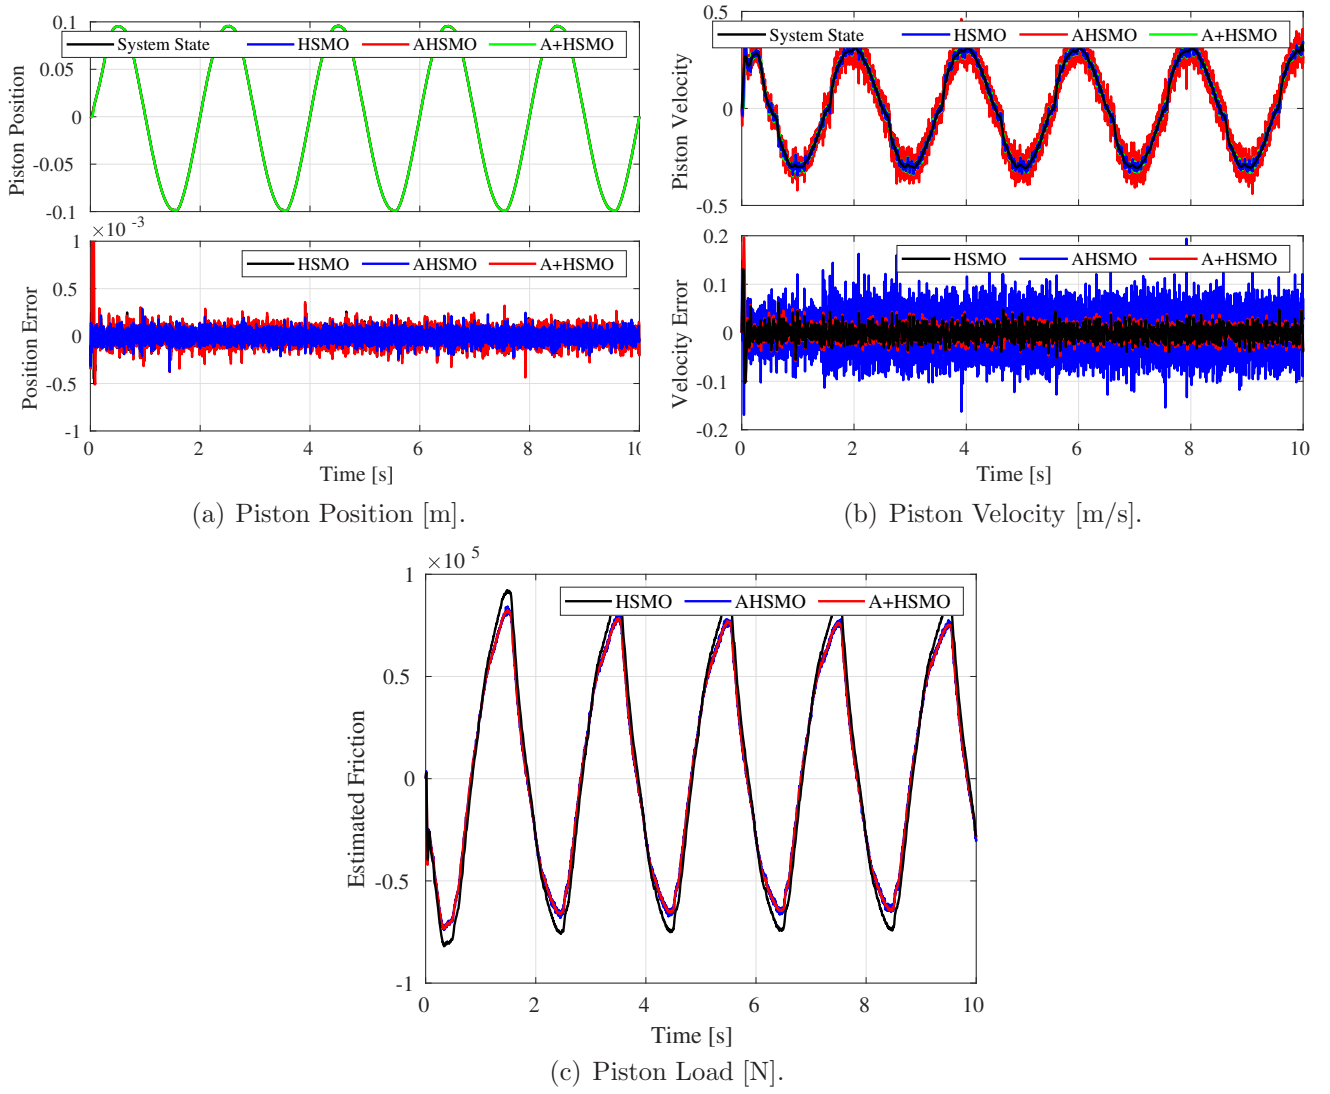 0.1
System State HSMO AHSMO A+HSMO
0.05
0
-0.05
-0.1
Piston Position
×10 -3
1
HSMO AHSMO A+HSMO
0.5
0
-0.5
-1
Position Error
0 2 4 6 8 10
Time [s]
(a) Piston Position [m].
0.5
System State HSMO AHSMO A+HSMO
0
-0.5
Piston Velocity
0.2
HSMO AHSMO A+HSMO
0.1
0
-0.1
-0.2
Velocity Error
0 2 4 6 8 10
Time [s]
(b) Piston Velocity [m/s].
×10 5
1
HSMO AHSMO A+HSMO
0.5
0
-0.5
-1
Estimated Friction
0 2 4 6 8 10
Time [s]
(c) Piston Load [N].